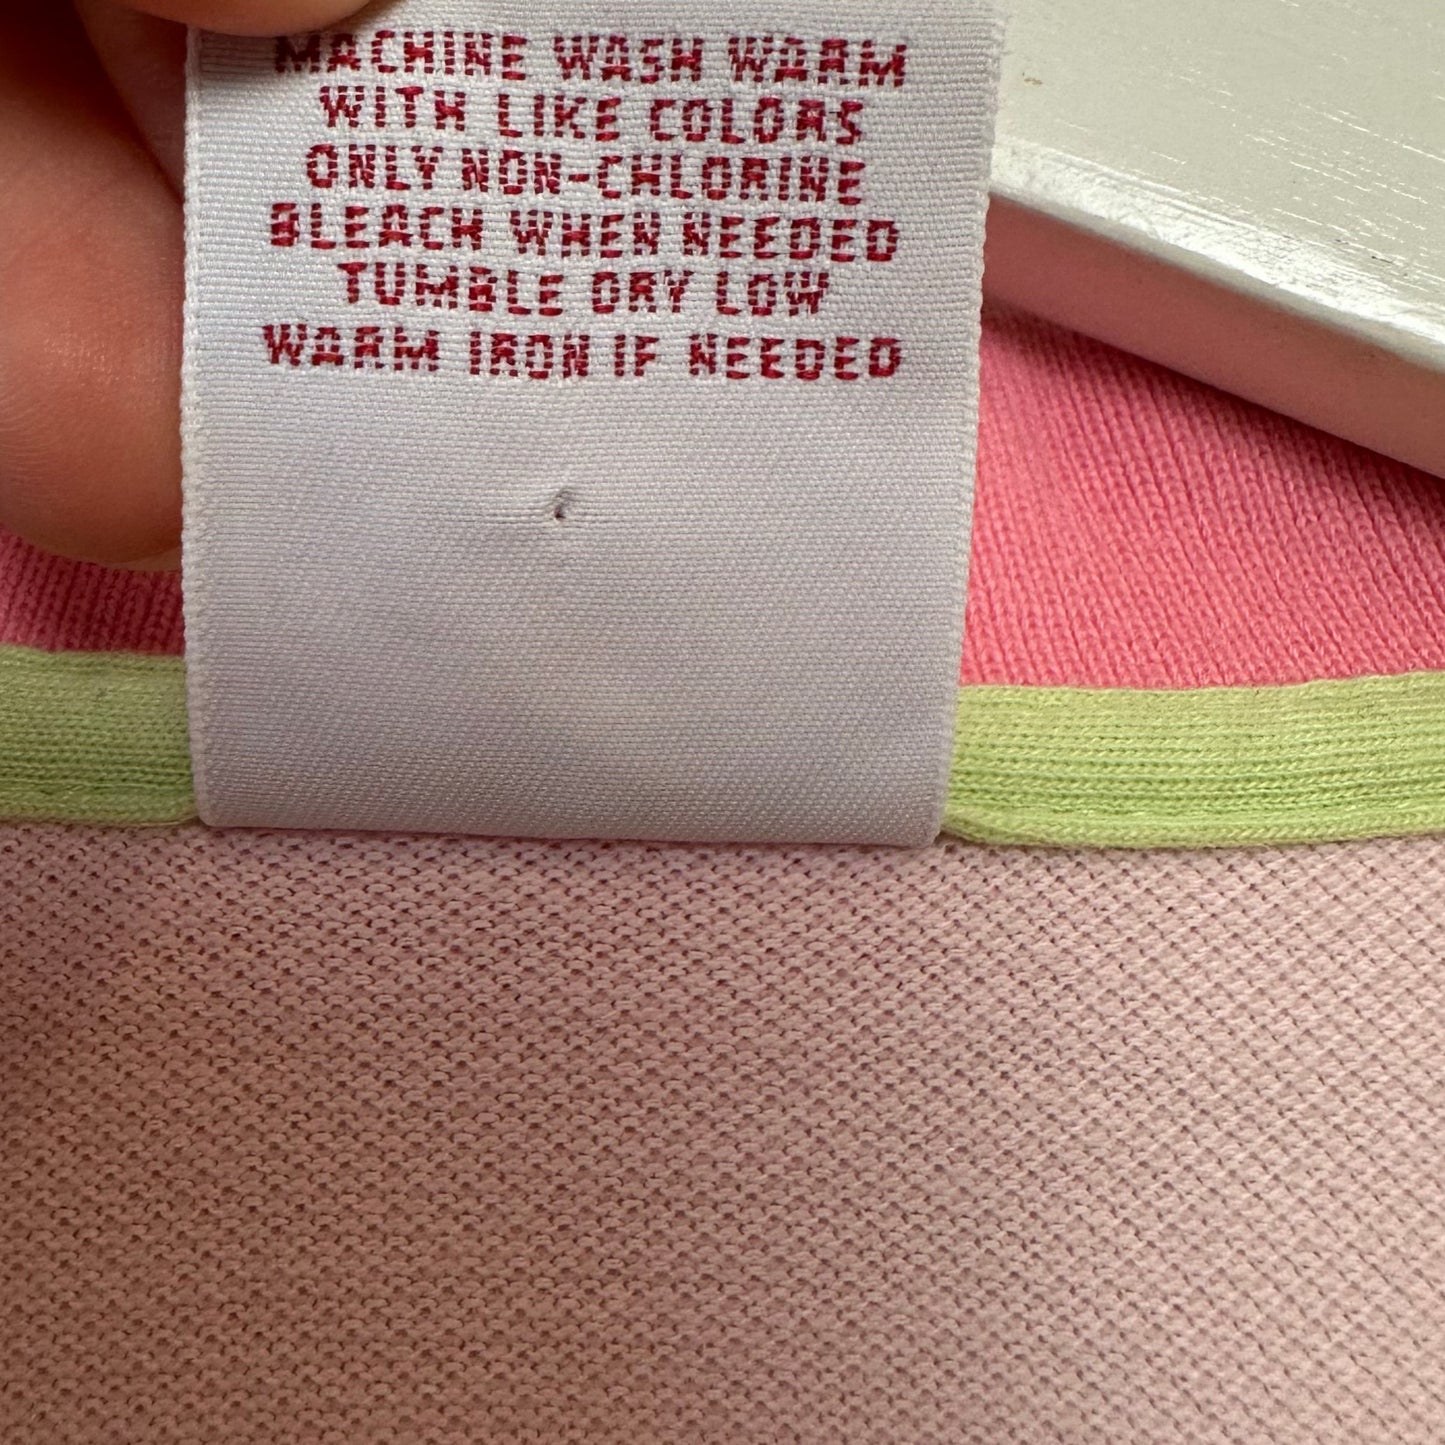 MACHINE WASH WARM
WITH LIKE COLORS
ONLY NON-CHLORINE
BLEACH WHEN NEEDED
TUMBLE DRY LOW
WARM IRON IF NEEDED